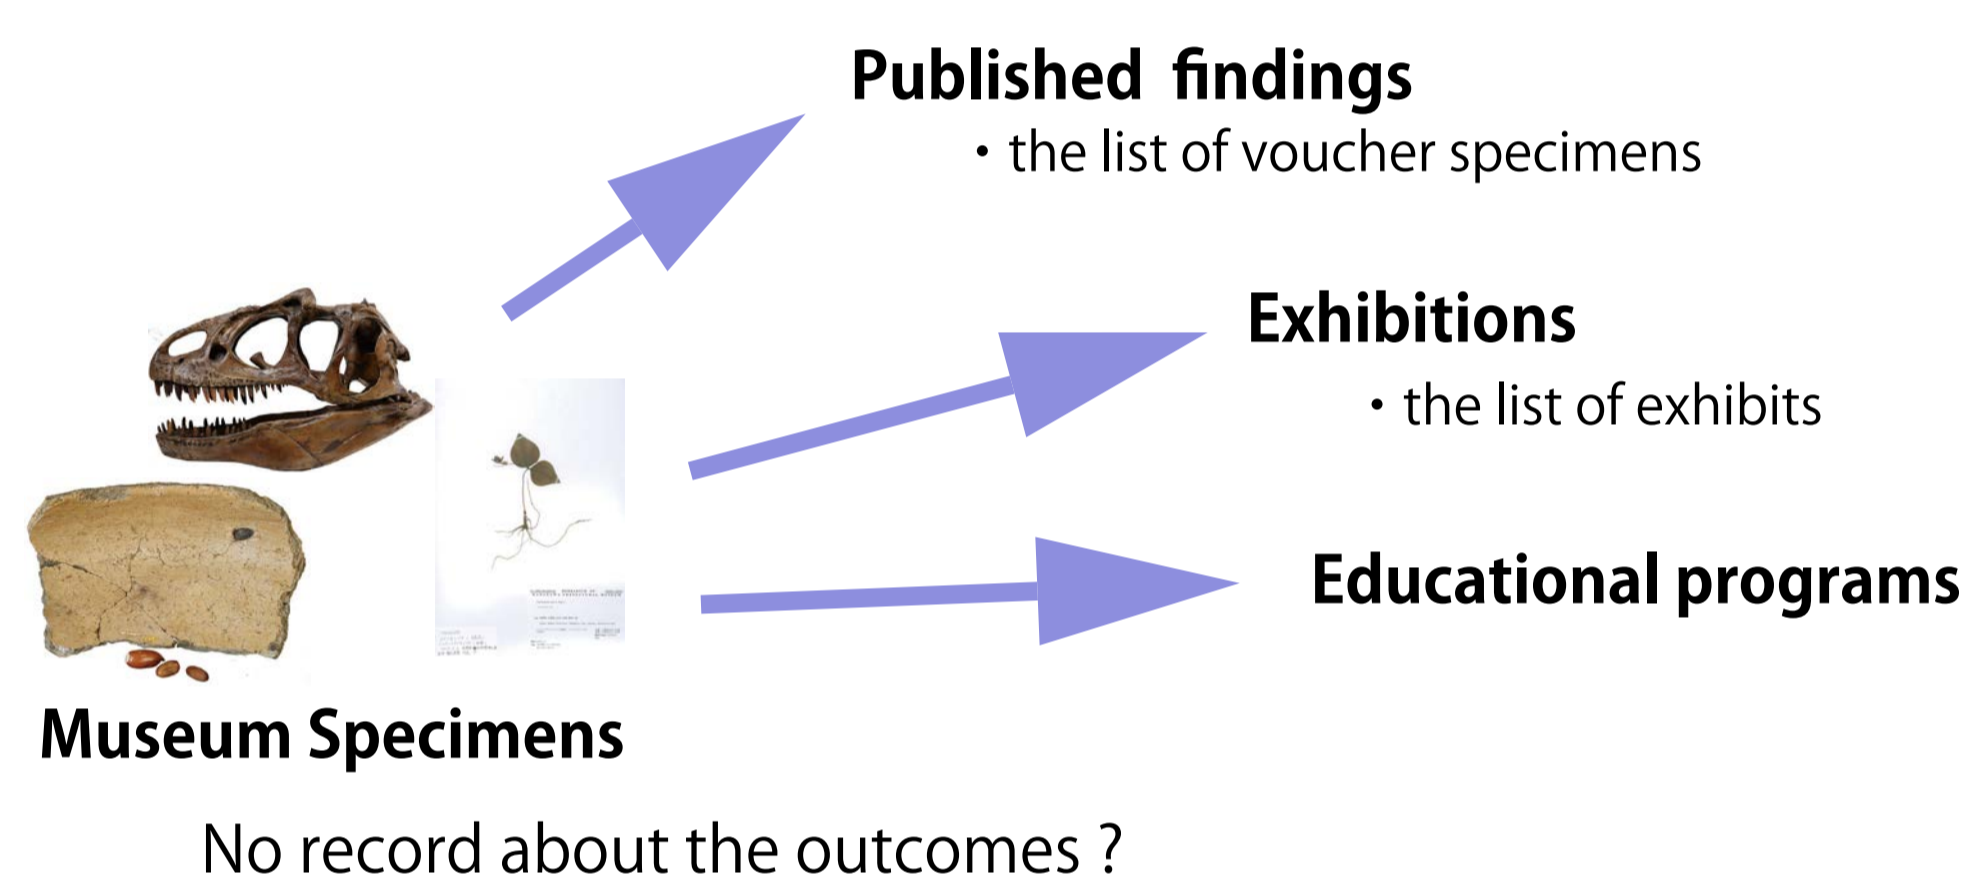 Published findings
・the list of voucher specimens
Exhibitions
・the list of exhibits
Educational programs
Museum Specimens
No record about the outcomes ?